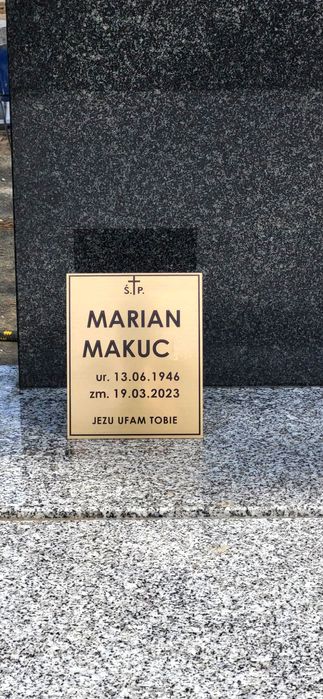 Ś.P.
MARIAN
MAKUC
ur. 13.06.1946
zm. 19.03.2023
JEZU UFAM TOBIE